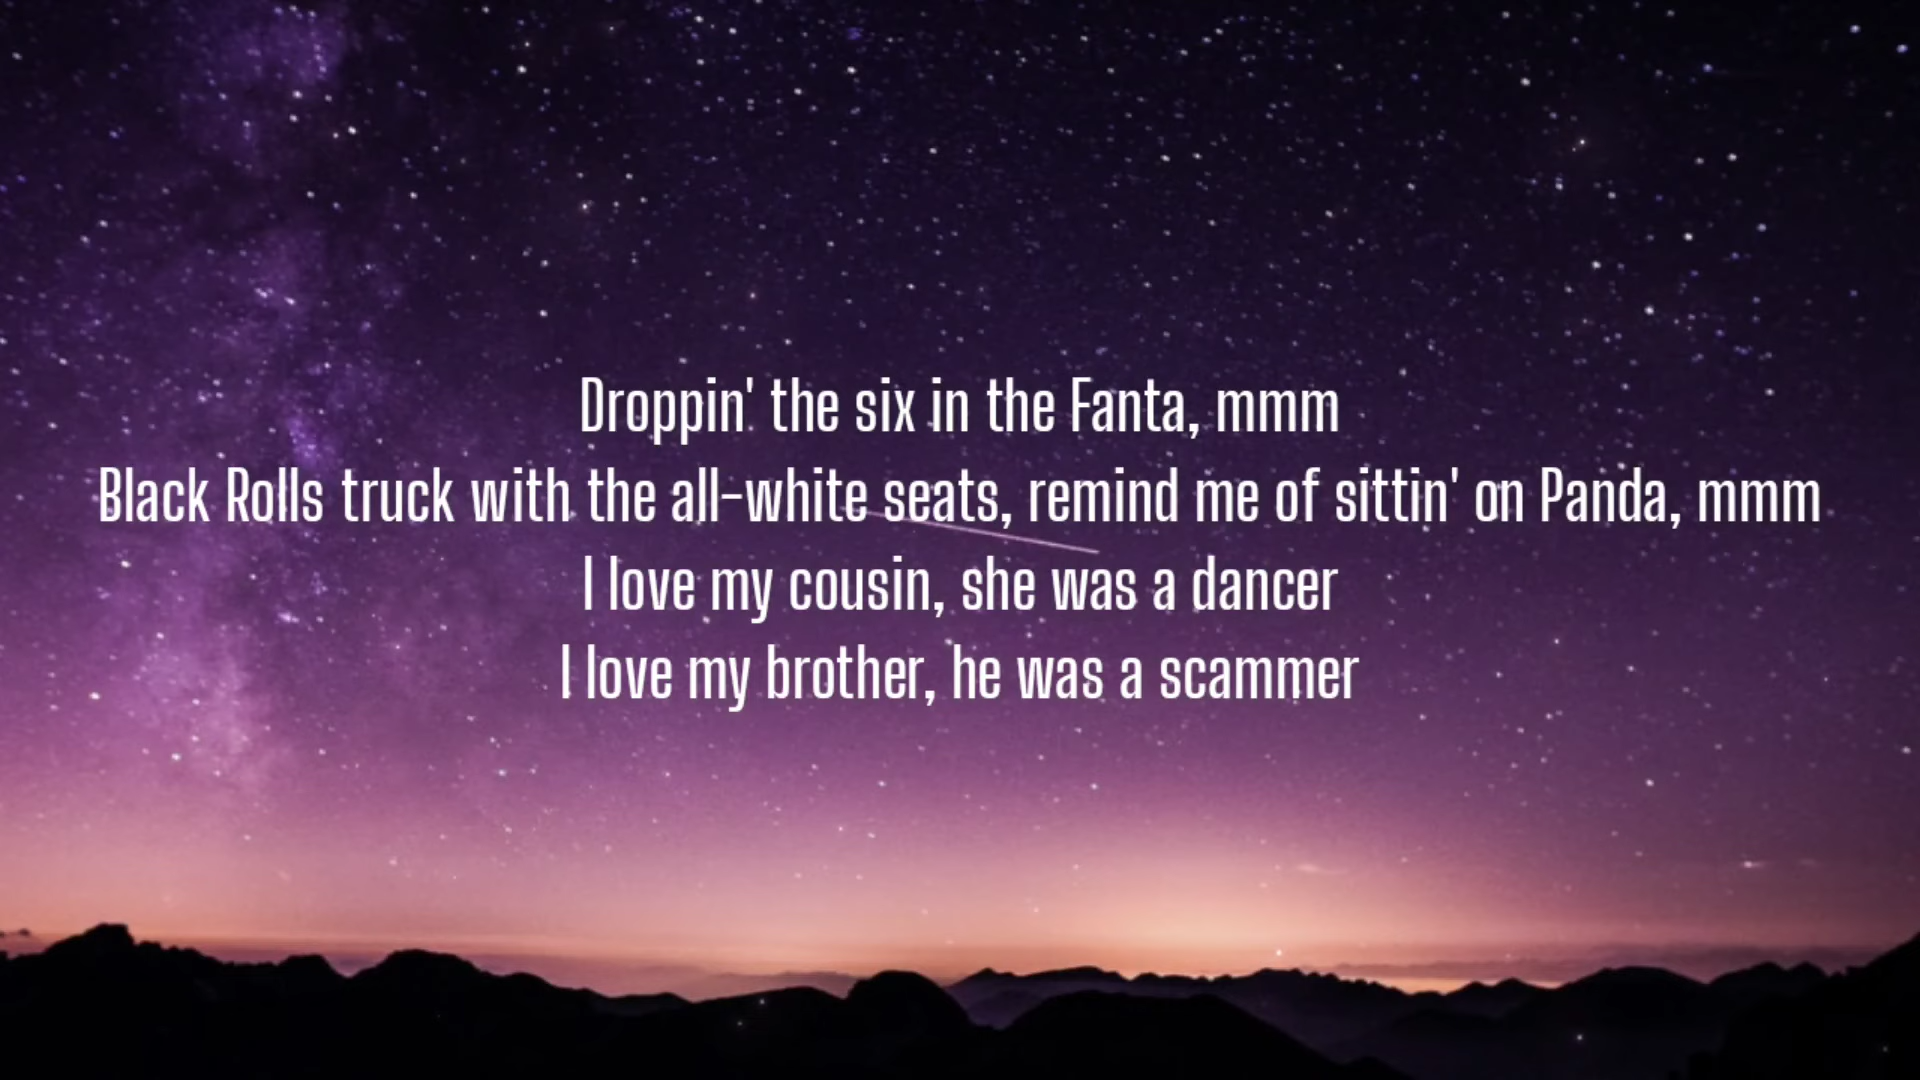 Droppin' the six in the Fanta, mmm
Black Rolls truck with the all-white seats, remind me of sittin' on Panda, mmm
I love my cousin, she was a dancer
I love my brother, he was a scammer